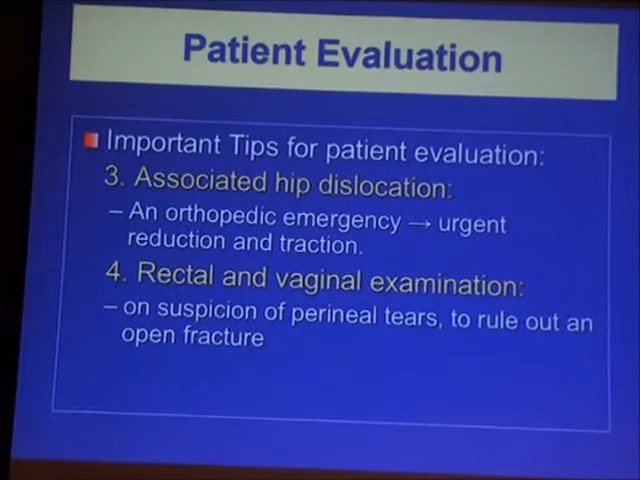 Patient Evaluation
Important Tips for patient evaluation:
3. Associated hip dislocation:
– An orthopedic emergency → urgent
reduction and traction.
4. Rectal and vaginal examination:
– on suspicion of perineal tears, to rule out an
open fracture